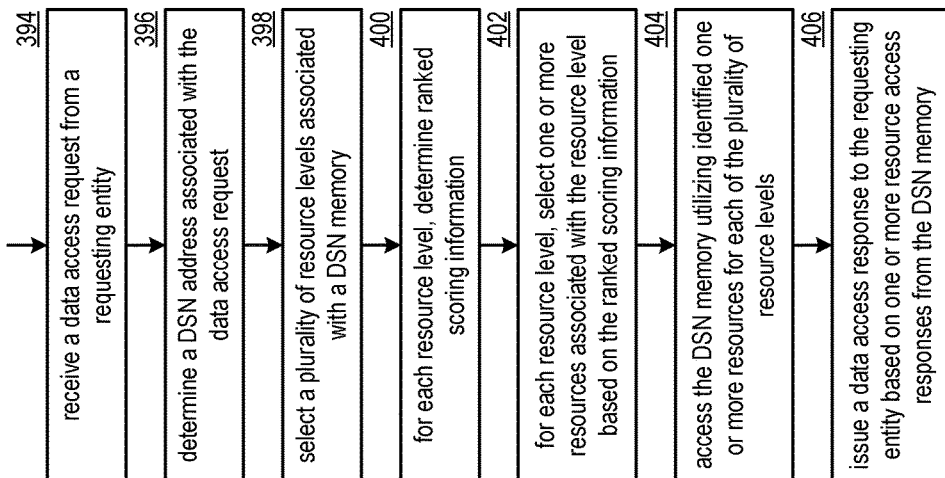 394
receive a data access request from a
requesting entity
396
determine a DSN address associated with the
data access request
398
select a plurality of resource levels associated
with a DSN memory
400
for each resource level, determine ranked
scoring information
402
for each resource level, select one or more
resources associated with the resource level
based on the ranked scoring information
404
access the DSN memory utilizing identified one
or more resources for each of the plurality of
resource levels
406
issue a data access response to the requesting
entity based on one or more resource access
responses from the DSN memory